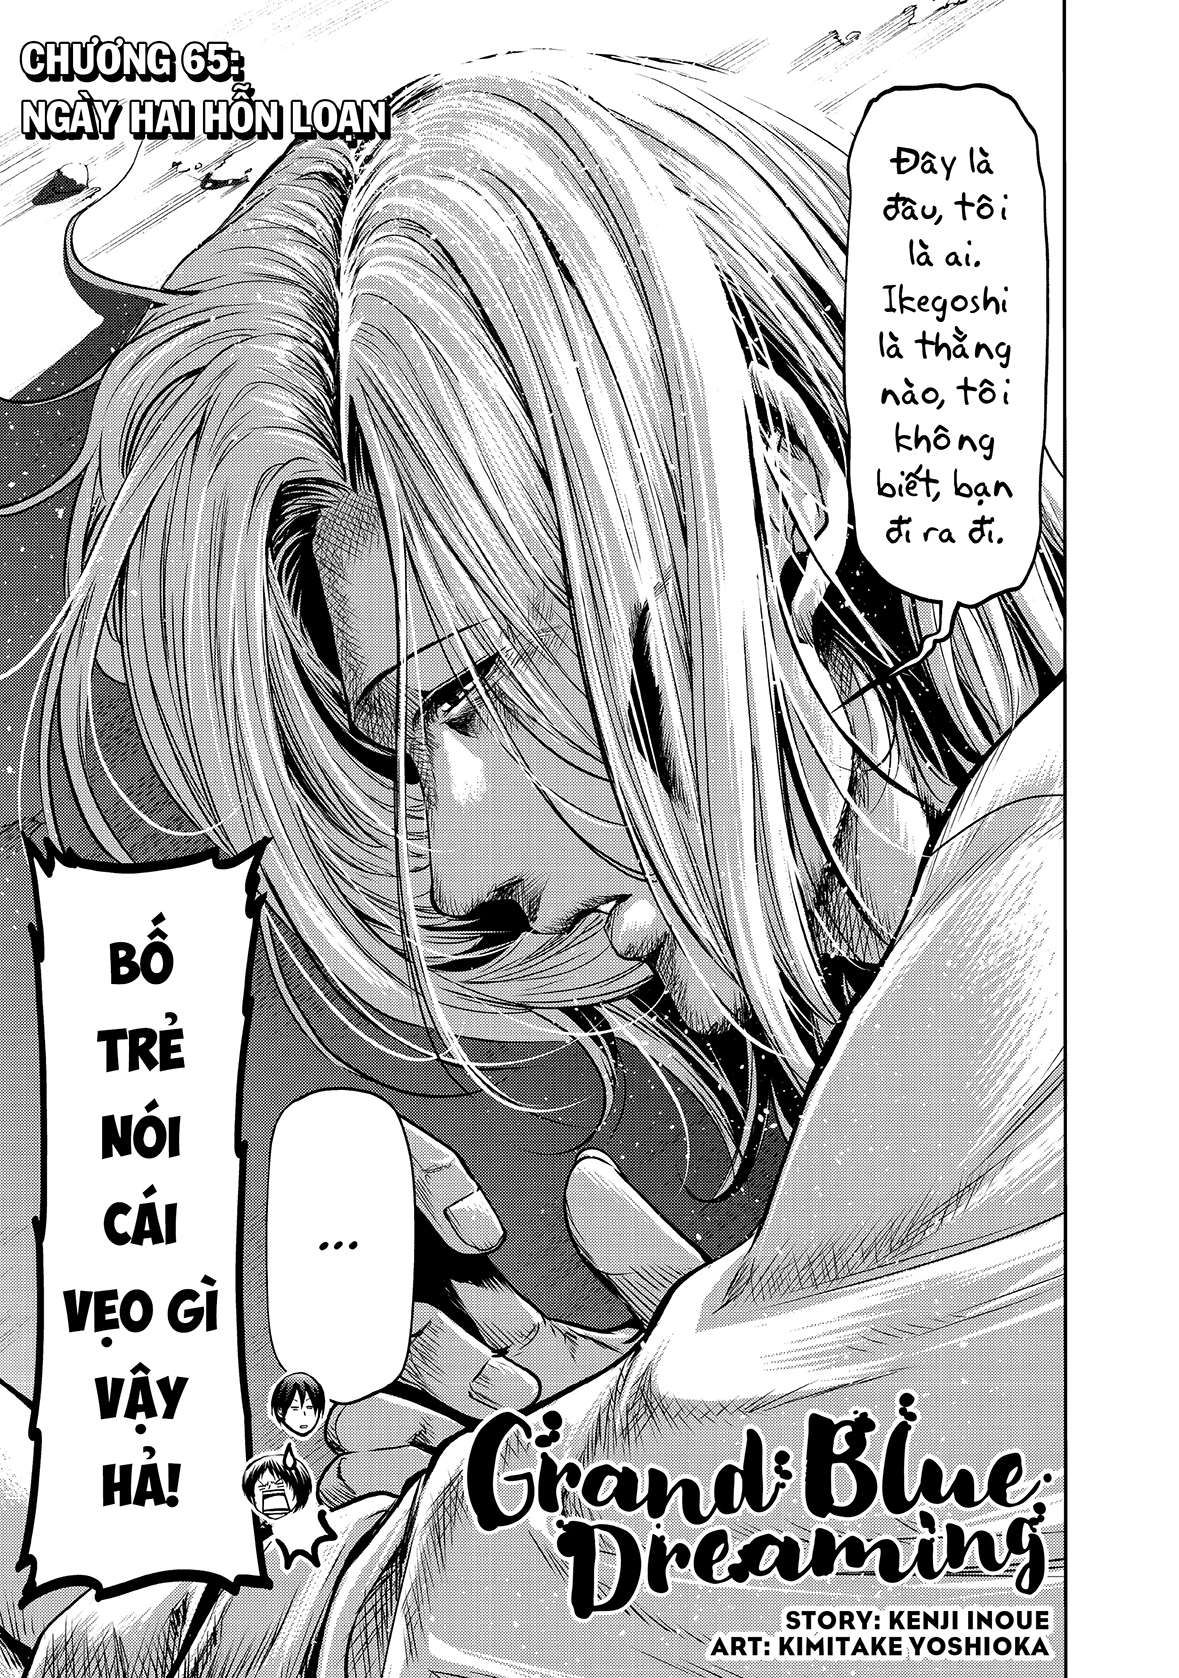 CHƯƠNG 65:
NGÀY HAI HỖN LOẠN
Đây là
đâu, tôi
là ai.
Ikegoshi
là thằng
nào, tôi
không
biết, bạn
đi ra đi.
...
BỐ
TRẺ
NÓI
CÁI
VẸO GÌ
VẬY
HẢ!
Grand Blue
Dreaming
STORY: KENJI INOUE
ART: KIMITAKE YOSHIOKA